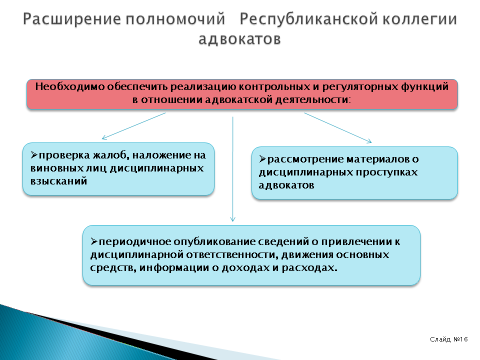 Расширение полномочий Республиканской коллегии
адвокатов
Необходимо обеспечить реализацию контрольных и регуляторных функций
в отношении адвокатской деятельности:
➢проверка жалоб, наложение на
виновных лиц дисциплинарных
взысканий
➢рассмотрение материалов о
дисциплинарных проступках
адвокатов
➢периодичное опубликование сведений о привлечении к
дисциплинарной ответственности, движения основных
средств, информации о доходах и расходах.
Слайд №16